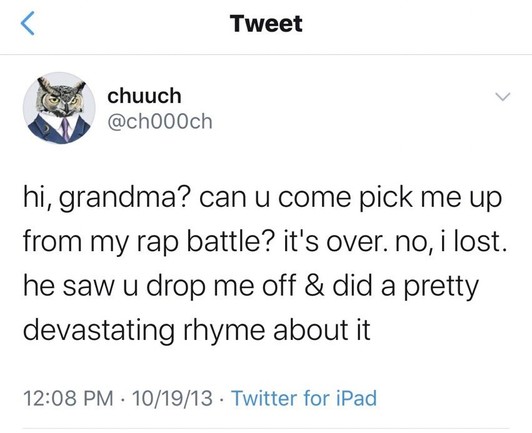 Tweet
chuuch
@ch000ch
hi, grandma? can u come pick me up
from my rap battle? it's over. no, i lost.
he saw u drop me off & did a pretty
devastating rhyme about it
12:08 PM · 10/19/13 · Twitter for iPad